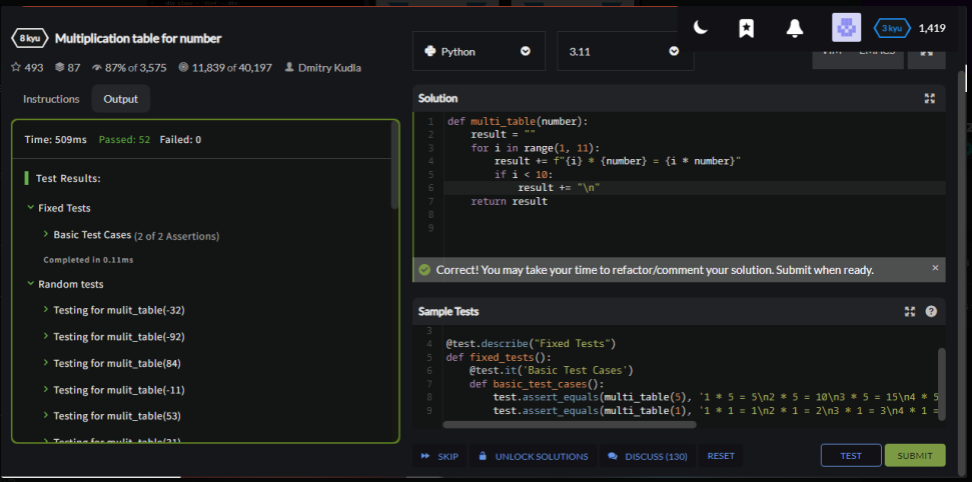 8 kyu Multiplication table for number
3 kyu 1,419
493 87 87% of 3,575 11,839 of 40,197 Dmitry Kudla
Python 3.11 VIM EMACS
Instructions Output
Time: 509ms Passed: 52 Failed: 0
Test Results:
Fixed Tests
Basic Test Cases (2 of 2 Assertions)
Completed in 0.11ms
Random tests
Testing for mulit_table(-32)
Testing for mulit_table(-92)
Testing for mulit_table(84)
Testing for mulit_table(-11)
Testing for mulit_table(53)
Testing for mulit_table(31)
Solution
1 def multi_table(number):
2 result = ""
3 for i in range(1, 11):
4 result += f"{i} * {number} = {i * number}"
5 if i < 10:
6 result += "\n"
7 return result
8
9
Correct! You may take your time to refactor/comment your solution. Submit when ready.
Sample Tests
3
4 @test.describe("Fixed Tests")
5 def fixed_tests():
6 @test.it('Basic Test Cases')
7 def basic_test_cases():
8 test.assert_equals(multi_table(5), '1 * 5 = 5\n2 * 5 = 10\n3 * 5 = 15\n4 * 5
9 test.assert_equals(multi_table(1), '1 * 1 = 1\n2 * 1 = 2\n3 * 1 = 3\n4 * 1 =
SKIP UNLOCK SOLUTIONS DISCUSS (130) RESET TEST SUBMIT